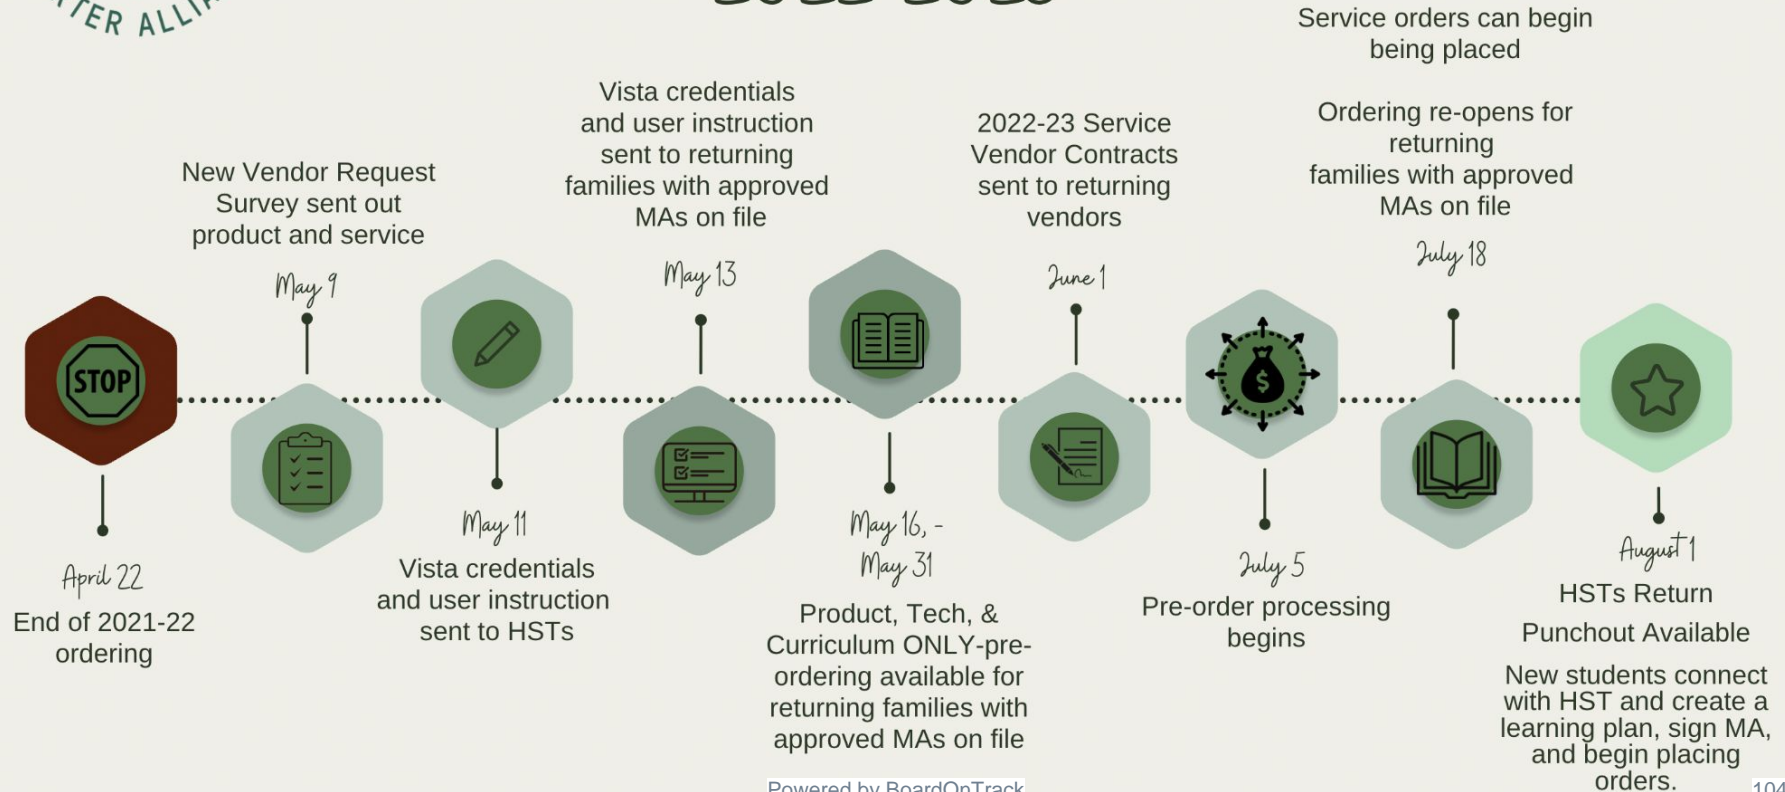 TER ALLIA
2022-2023
Service orders can begin
being placed
Ordering re-opens for
returning
families with approved
MAs on file
July 18
Vista credentials
and user instruction
sent to returning
families with approved
MAs on file
May 13
2022-23 Service
Vendor Contracts
sent to returning
vendors
June 1
New Vendor Request
Survey sent out
product and service
May 9
STOP
$
April 22
End of 2021-22
ordering
May 11
Vista credentials
and user instruction
sent to HSTs
May 16, -
May 31
Product, Tech, &
Curriculum ONLY-pre-
ordering available for
returning families with
approved MAs on file
July 5
Pre-order processing
begins
August 1
HSTs Return
Punchout Available
New students connect
with HST and create a
learning plan, sign MA,
and begin placing
orders.
Powered by BoardOnTrack
104